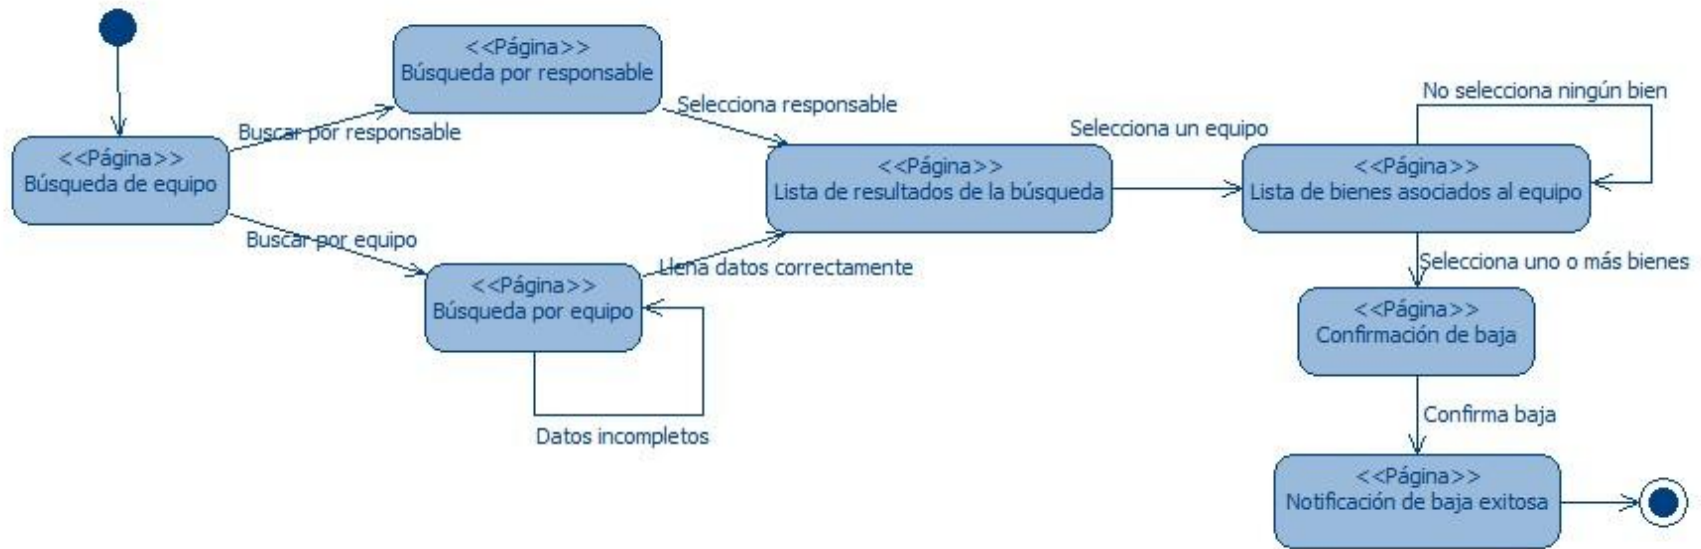 <<Página>>
Búsqueda por responsable
Buscar por responsable
Selecciona responsable
<<Página>>
Búsqueda de equipo
Buscar por equipo
<<Página>>
Búsqueda por equipo
Datos incompletos
Llena datos correctamente
<<Página>>
Lista de resultados de la búsqueda
Selecciona un equipo
No selecciona ningún bien
<<Página>>
Lista de bienes asociados al equipo
Selecciona uno o más bienes
<<Página>>
Confirmación de baja
Confirma baja
<<Página>>
Notificación de baja exitosa